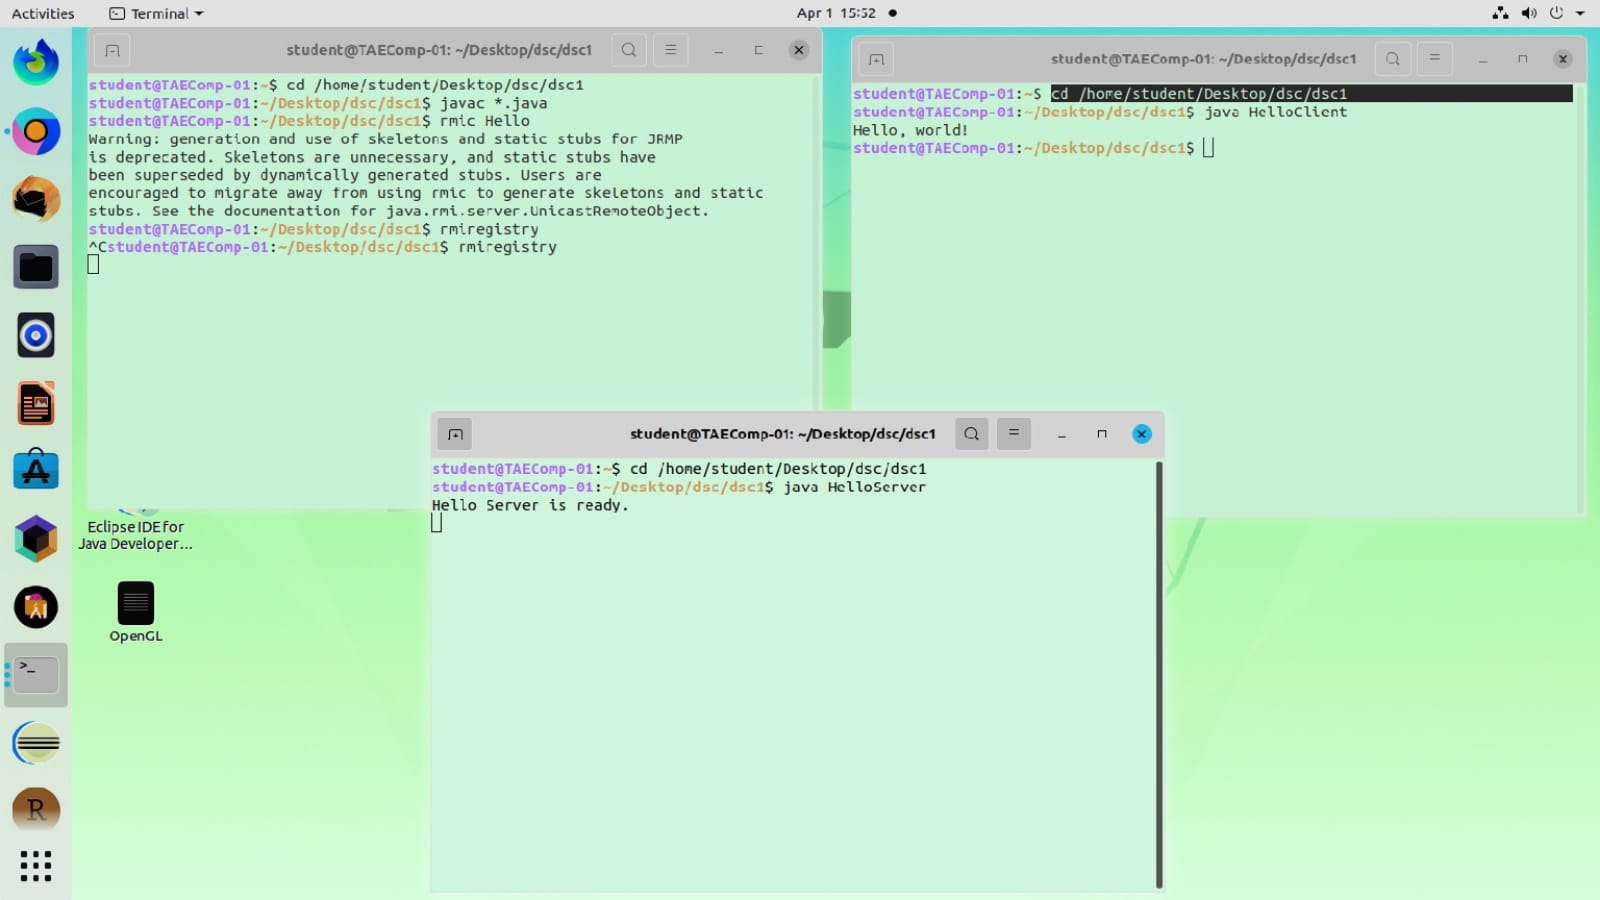 Activities
Terminal
Apr 1 15:52
student@TAEComp-01: ~/Desktop/dsc/dsc1
student@TAEComp-01:~$ cd /home/student/Desktop/dsc/dsc1
student@TAEComp-01:~/Desktop/dsc/dsc1$ javac *.java
student@TAEComp-01:~/Desktop/dsc/dsc1$ rmic Hello
Warning: generation and use of skeletons and static stubs for JRMP
is deprecated. Skeletons are unnecessary, and static stubs have
been superseded by dynamically generated stubs. Users are
encouraged to migrate away from using rmic to generate skeletons and static
stubs. See the documentation for java.rmi.server.UnicastRemoteObject.
student@TAEComp-01:~/Desktop/dsc/dsc1$ rmiregistry
^Cstudent@TAEComp-01:~/Desktop/dsc/dsc1$ rmiregistry
student@TAEComp-01: ~/Desktop/dsc/dsc1
student@TAEComp-01:~$ cd /home/student/Desktop/dsc/dsc1
student@TAEComp-01:~/Desktop/dsc/dsc1$ java HelloClient
Hello, world!
student@TAEComp-01:~/Desktop/dsc/dsc1$
student@TAEComp-01: ~/Desktop/dsc/dsc1
student@TAEComp-01:~$ cd /home/student/Desktop/dsc/dsc1
student@TAEComp-01:~/Desktop/dsc/dsc1$ java HelloServer
Hello Server is ready.
Eclipse IDE for
Java Developer...
OpenGL
>_
R